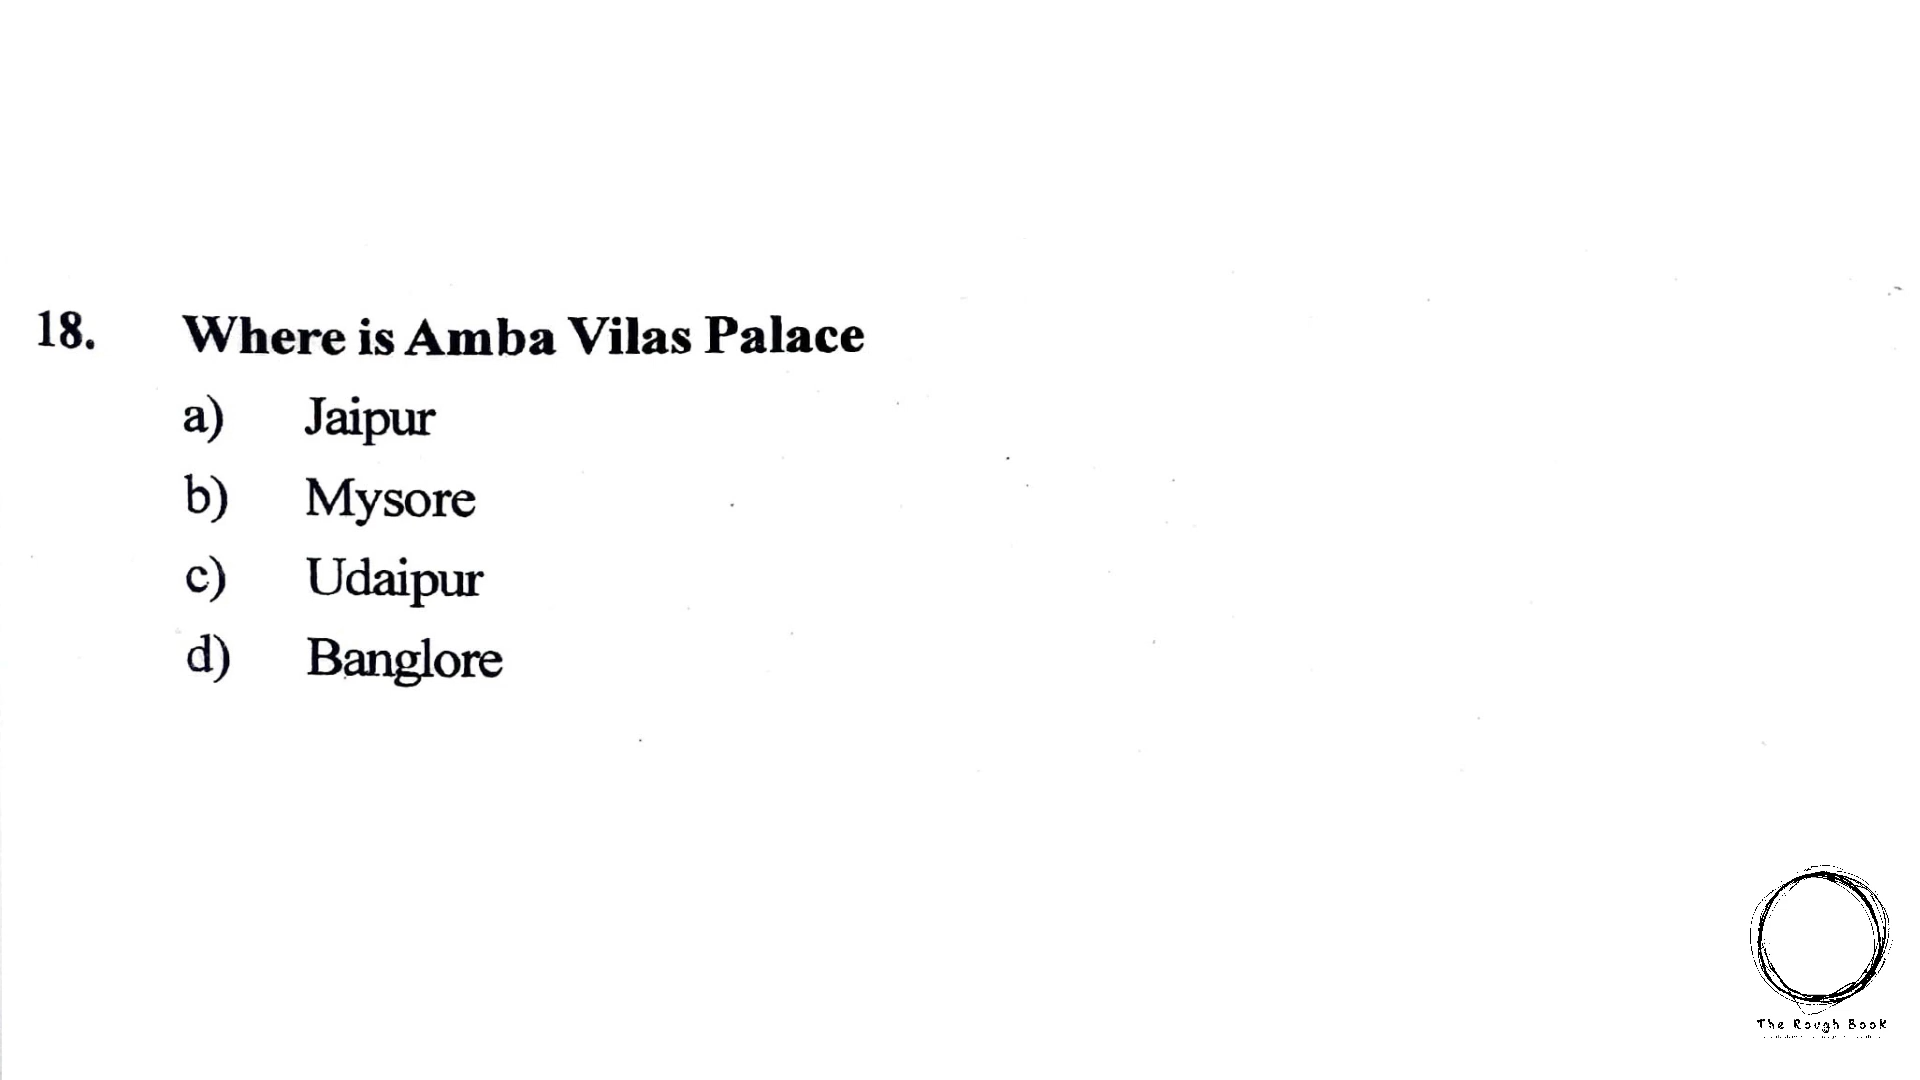 18. Where is Amba Vilas Palace
a) Jaipur
b) Mysore
c) Udaipur
d) Banglore
The Rough Book